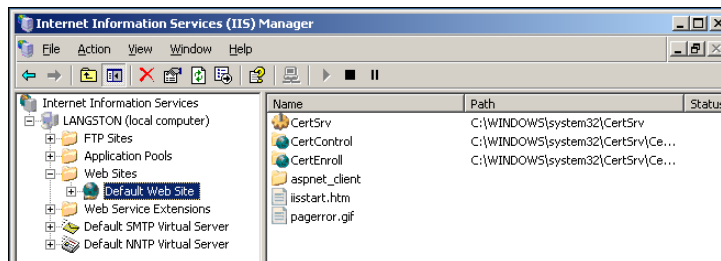 Internet Information Services (IIS) Manager
File Action View Window Help
Internet Information Services
LANGSTON (local computer)
FTP Sites
Application Pools
Web Sites
Default Web Site
Web Service Extensions
Default SMTP Virtual Server
Default NNTP Virtual Server
Name Path Status
CertSrv C:\WINDOWS\system32\CertSrv
CertControl C:\WINDOWS\system32\CertSrv\Ce...
CertEnroll C:\WINDOWS\system32\CertSrv\Ce...
aspnet_client
iisstart.htm
pagerror.gif